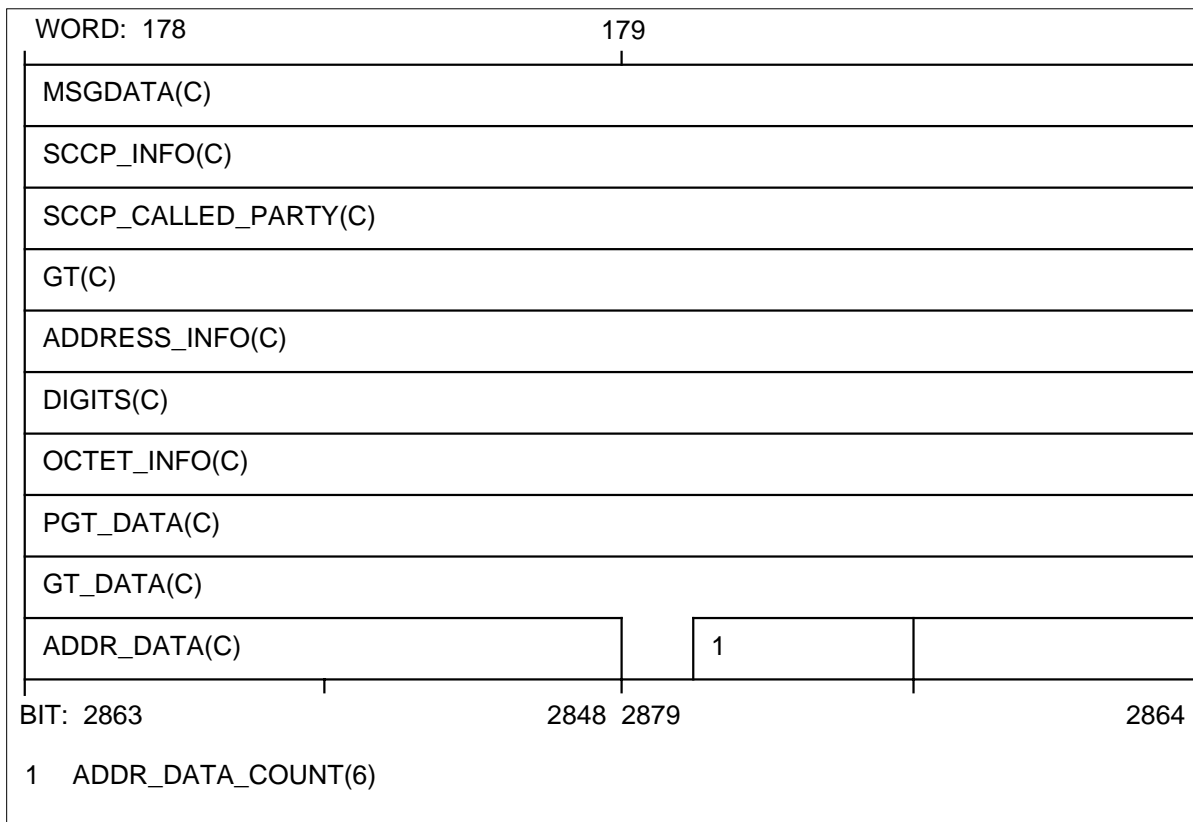 WORD: 178 179
MSGDATA(C)
SCCP_INFO(C)
SCCP_CALLED_PARTY(C)
GT(C)
ADDRESS_INFO(C)
DIGITS(C)
OCTET_INFO(C)
PGT_DATA(C)
GT_DATA(C)
ADDR_DATA(C) 1
BIT: 2863 2848 2879 2864
1 ADDR_DATA_COUNT(6)